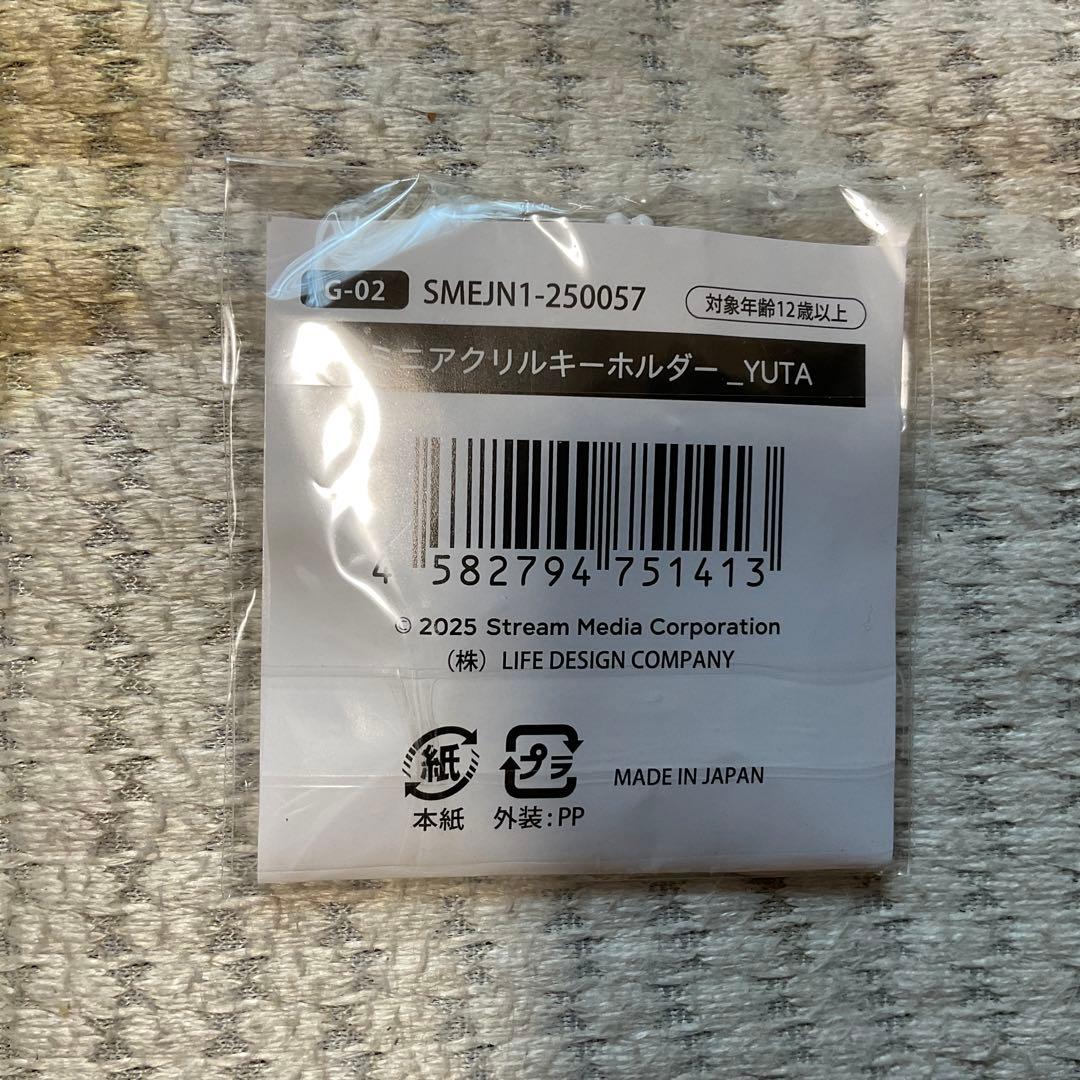 G-02 SMEJN1-250057 対象年齢12歳以上
ミニアクリルキーホルダー _YUTA
4 582794 751413
© 2025 Stream Media Corporation
（株）LIFE DESIGN COMPANY
紙 プラ MADE IN JAPAN
本紙 外装：PP